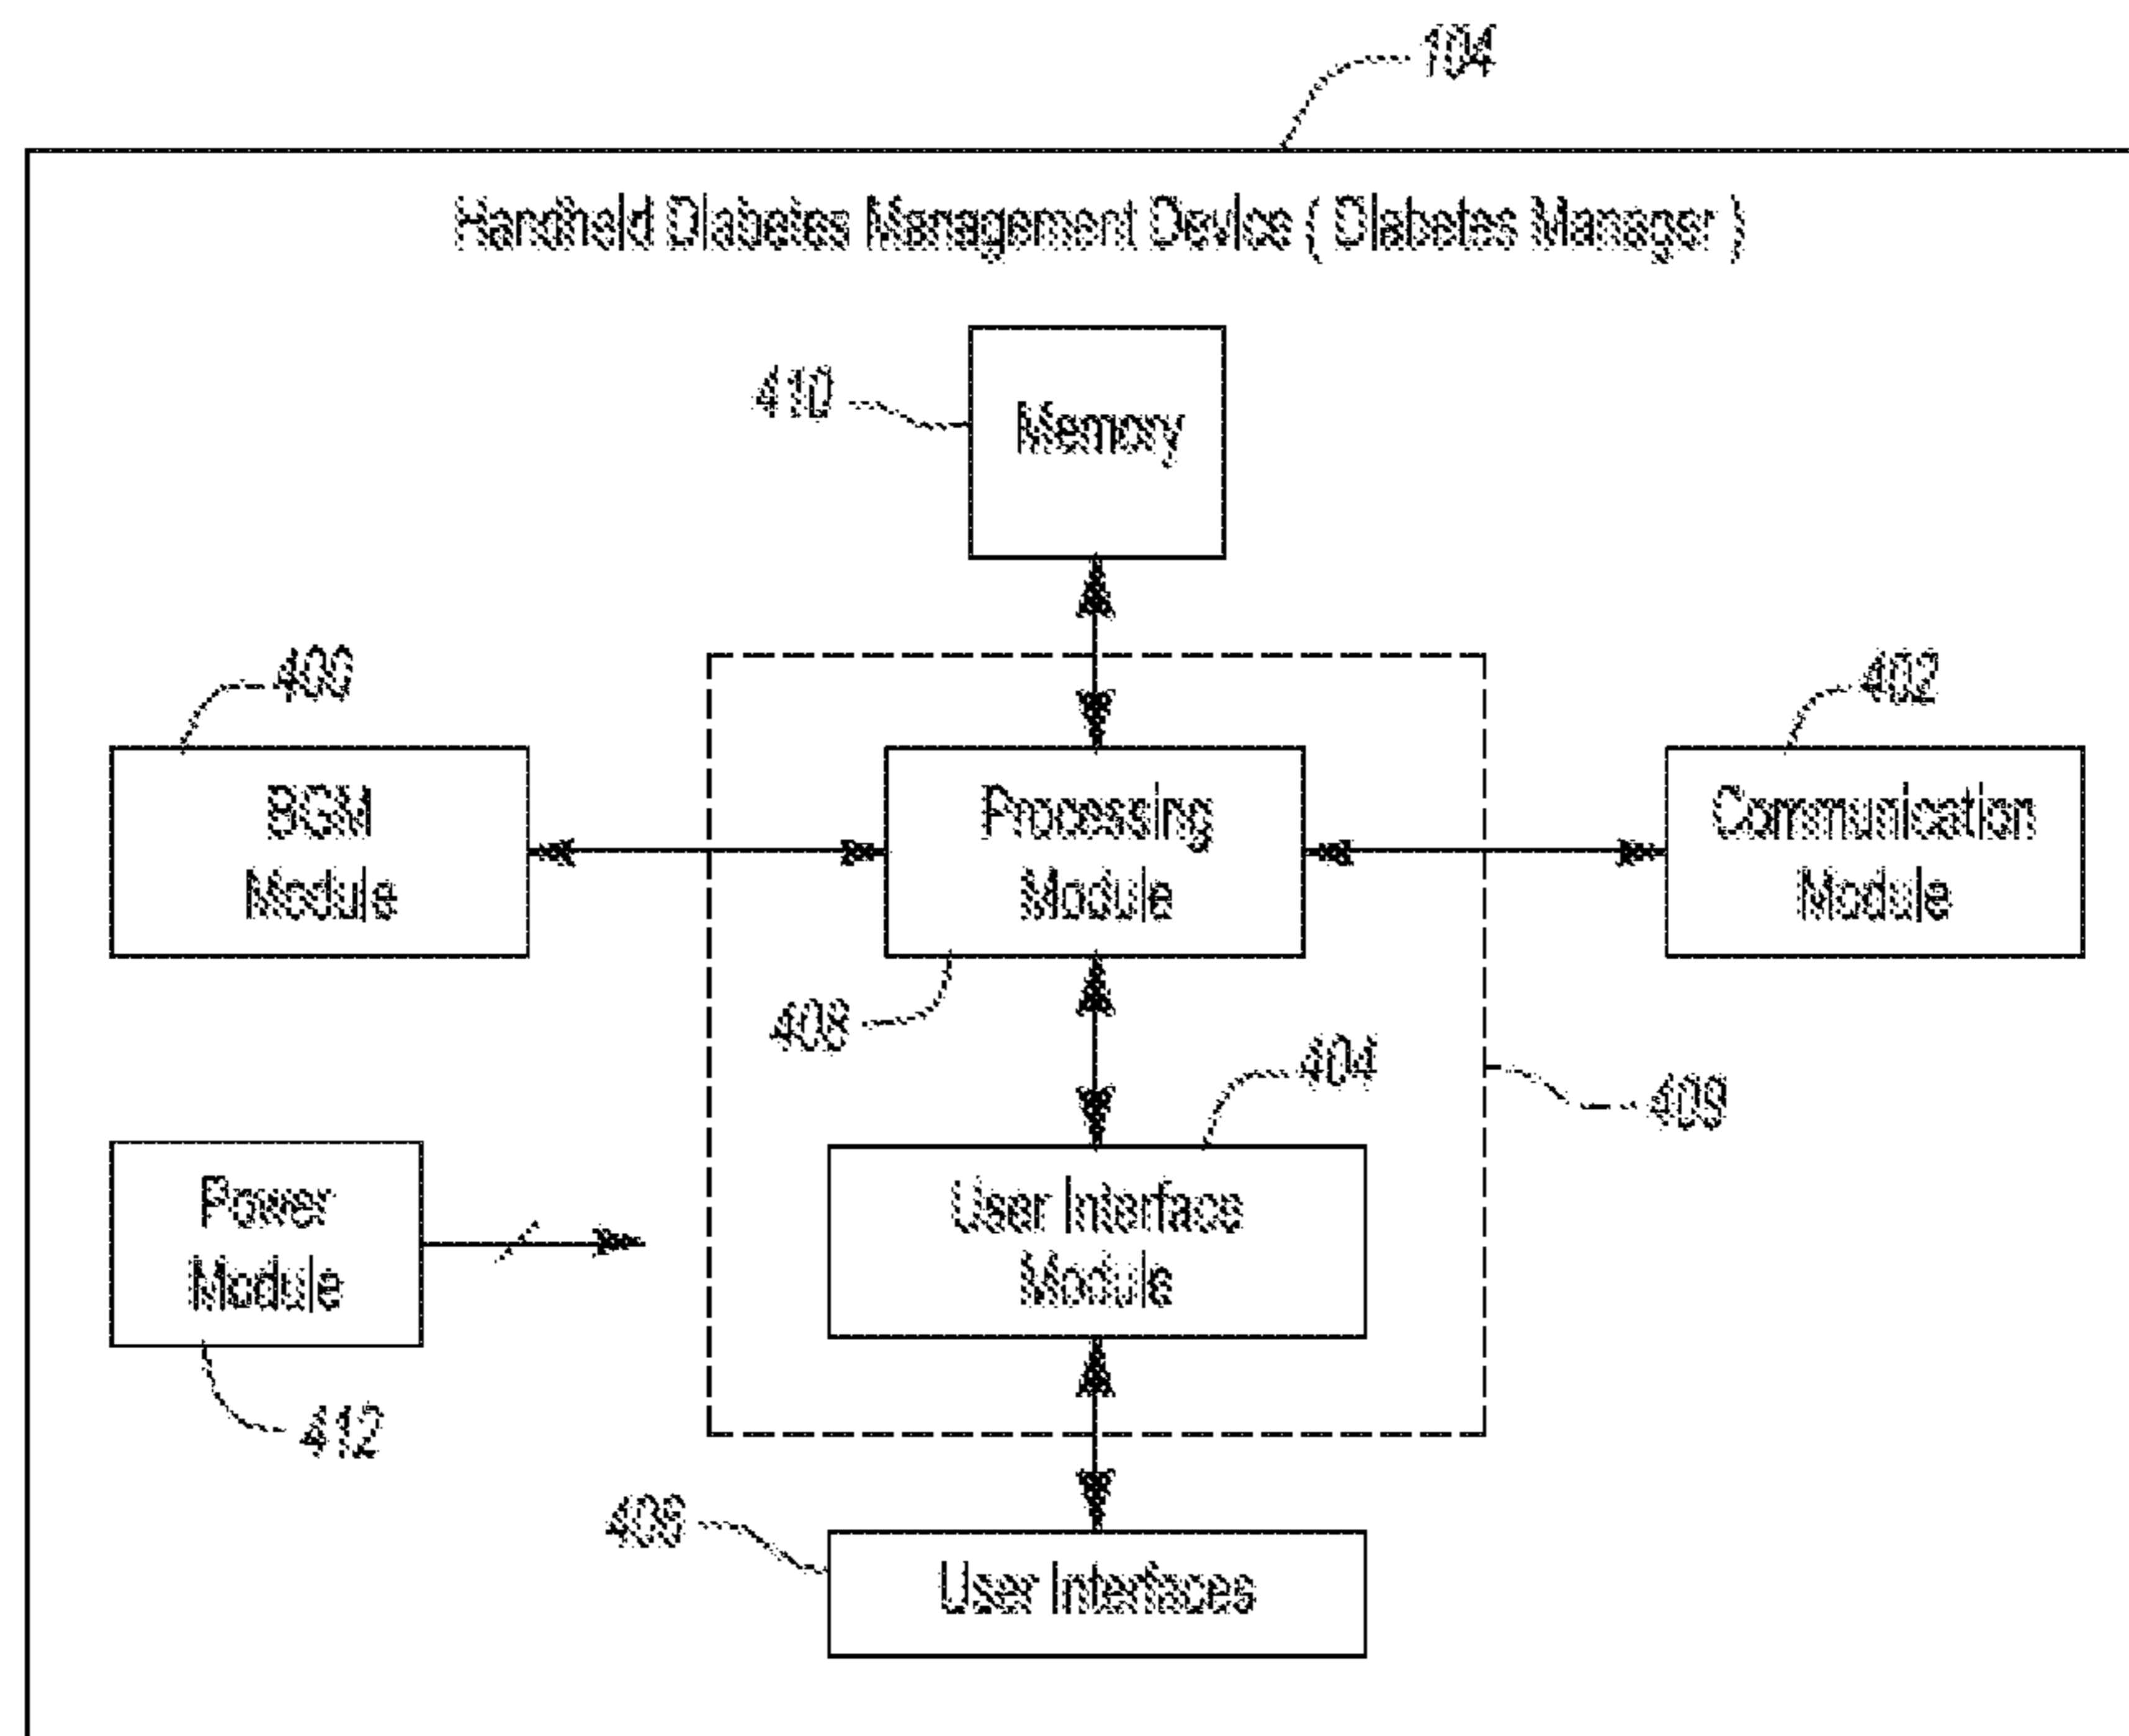 104
Handheld Diabetes Management Device ( Diabetes Manager )
410
Memory
400
402
BGM
Module
Processing
Module
Communication
Module
408
404
409
Power
Module
User Interface
Module
412
406
User Interfaces